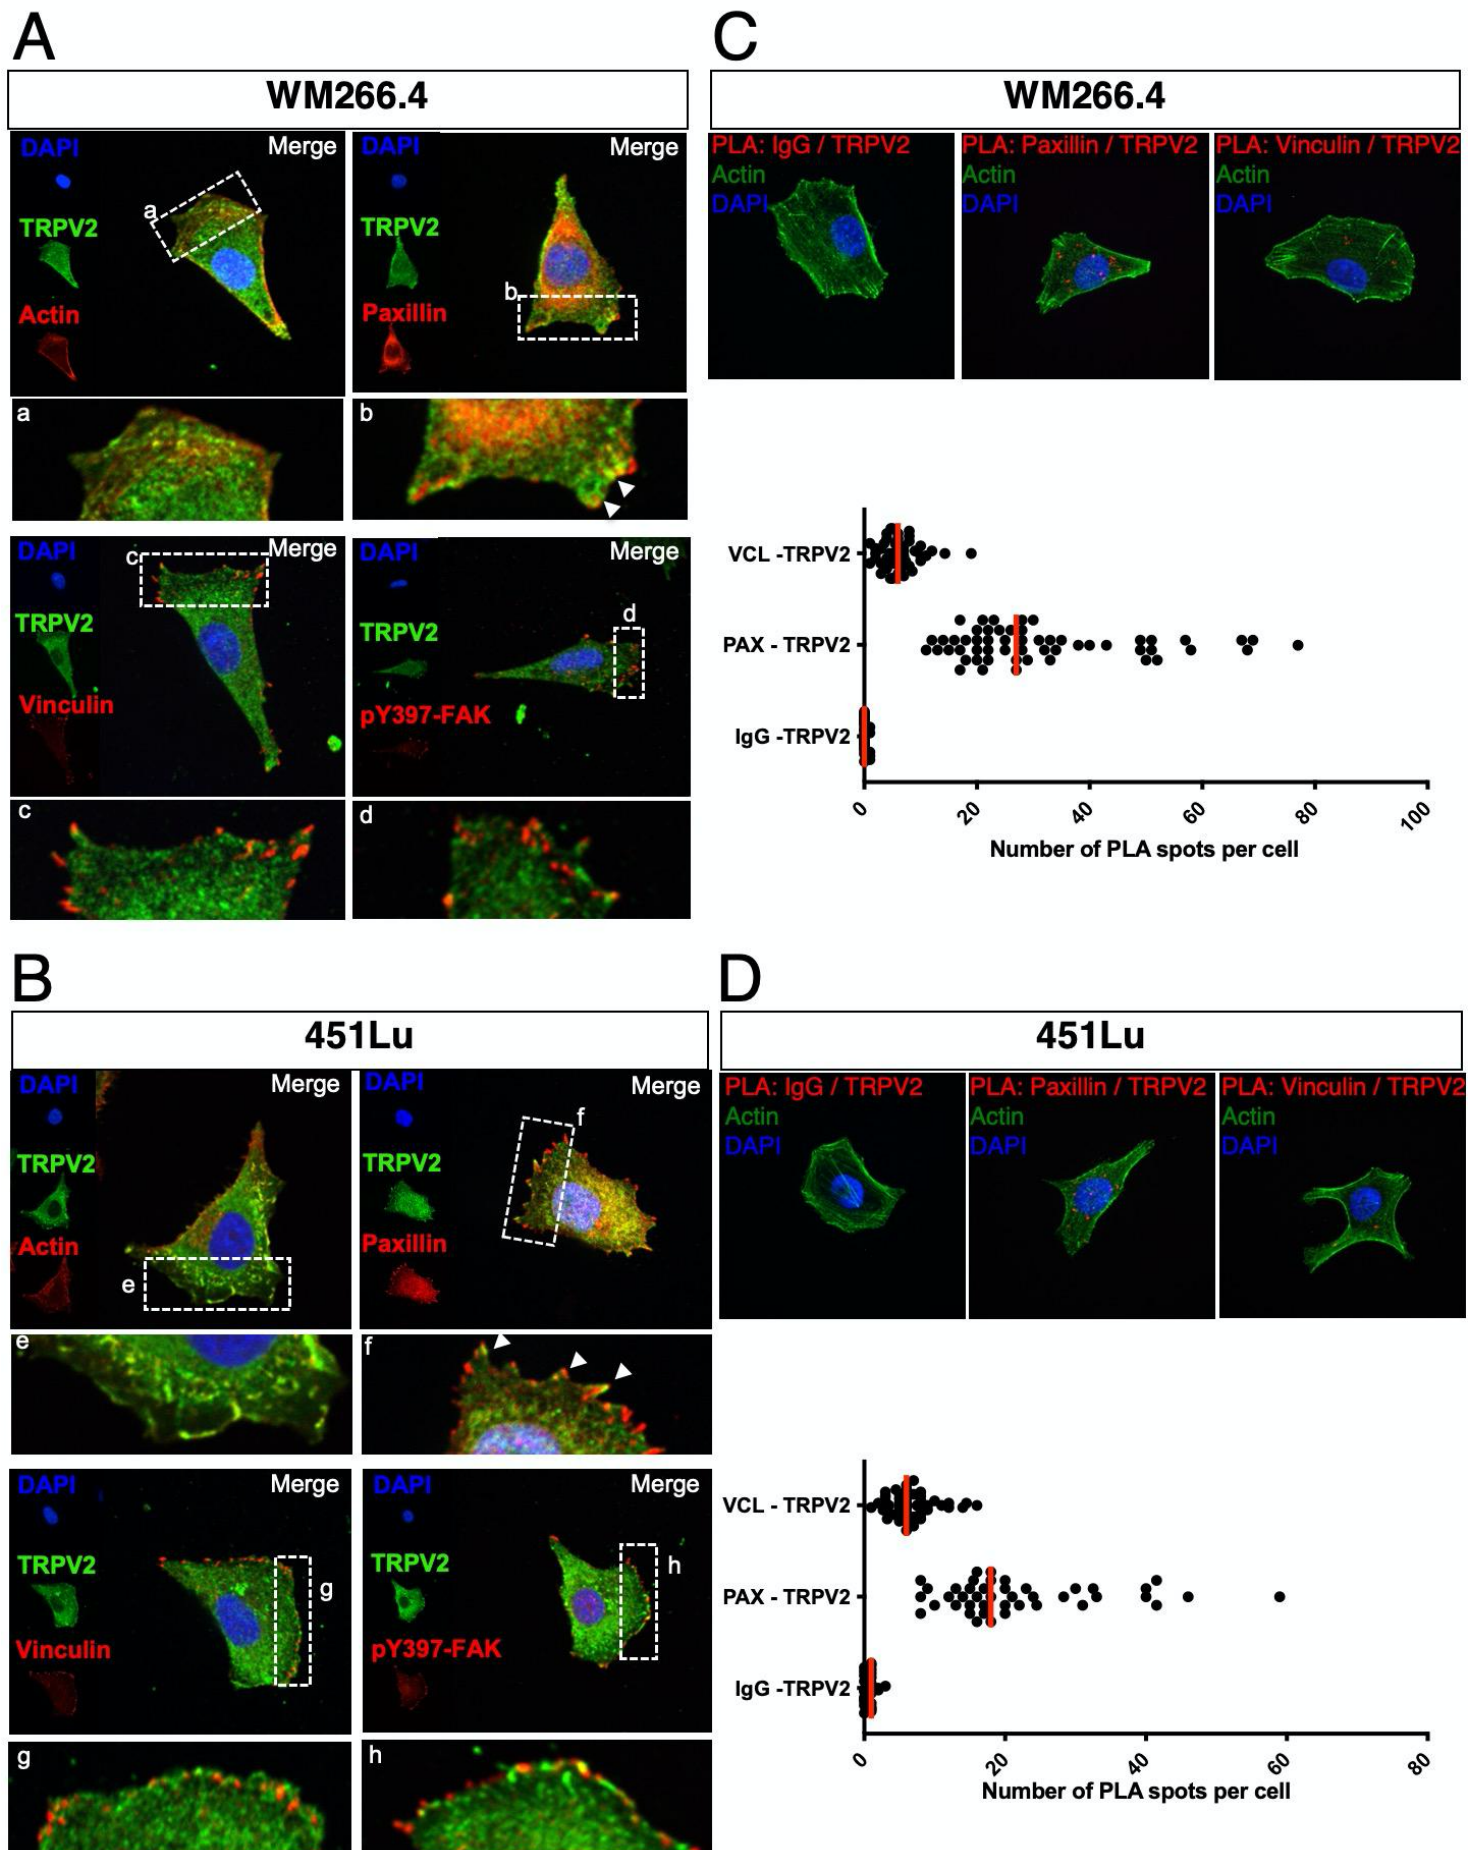 A
WM266.4
DAPI
Merge
TRPV2
Actin
a
DAPI
Merge
TRPV2
Paxillin
b
a
b
DAPI
Merge
TRPV2
Vinculin
c
DAPI
Merge
TRPV2
pY397-FAK
d
c
d
B
451Lu
DAPI
Merge
TRPV2
Actin
e
DAPI
Merge
TRPV2
Paxillin
f
e
f
DAPI
Merge
TRPV2
Vinculin
g
DAPI
Merge
TRPV2
pY397-FAK
h
g
h
C
WM266.4
PLA: IgG / TRPV2
Actin
DAPI
PLA: Paxillin / TRPV2
Actin
DAPI
PLA: Vinculin / TRPV2
Actin
DAPI
VCL -TRPV2
PAX - TRPV2
IgG -TRPV2
0 20 40 60 80 100
Number of PLA spots per cell
D
451Lu
PLA: IgG / TRPV2
Actin
DAPI
PLA: Paxillin / TRPV2
Actin
DAPI
PLA: Vinculin / TRPV2
Actin
DAPI
VCL - TRPV2
PAX - TRPV2
IgG -TRPV2
0 20 40 60 80
Number of PLA spots per cell